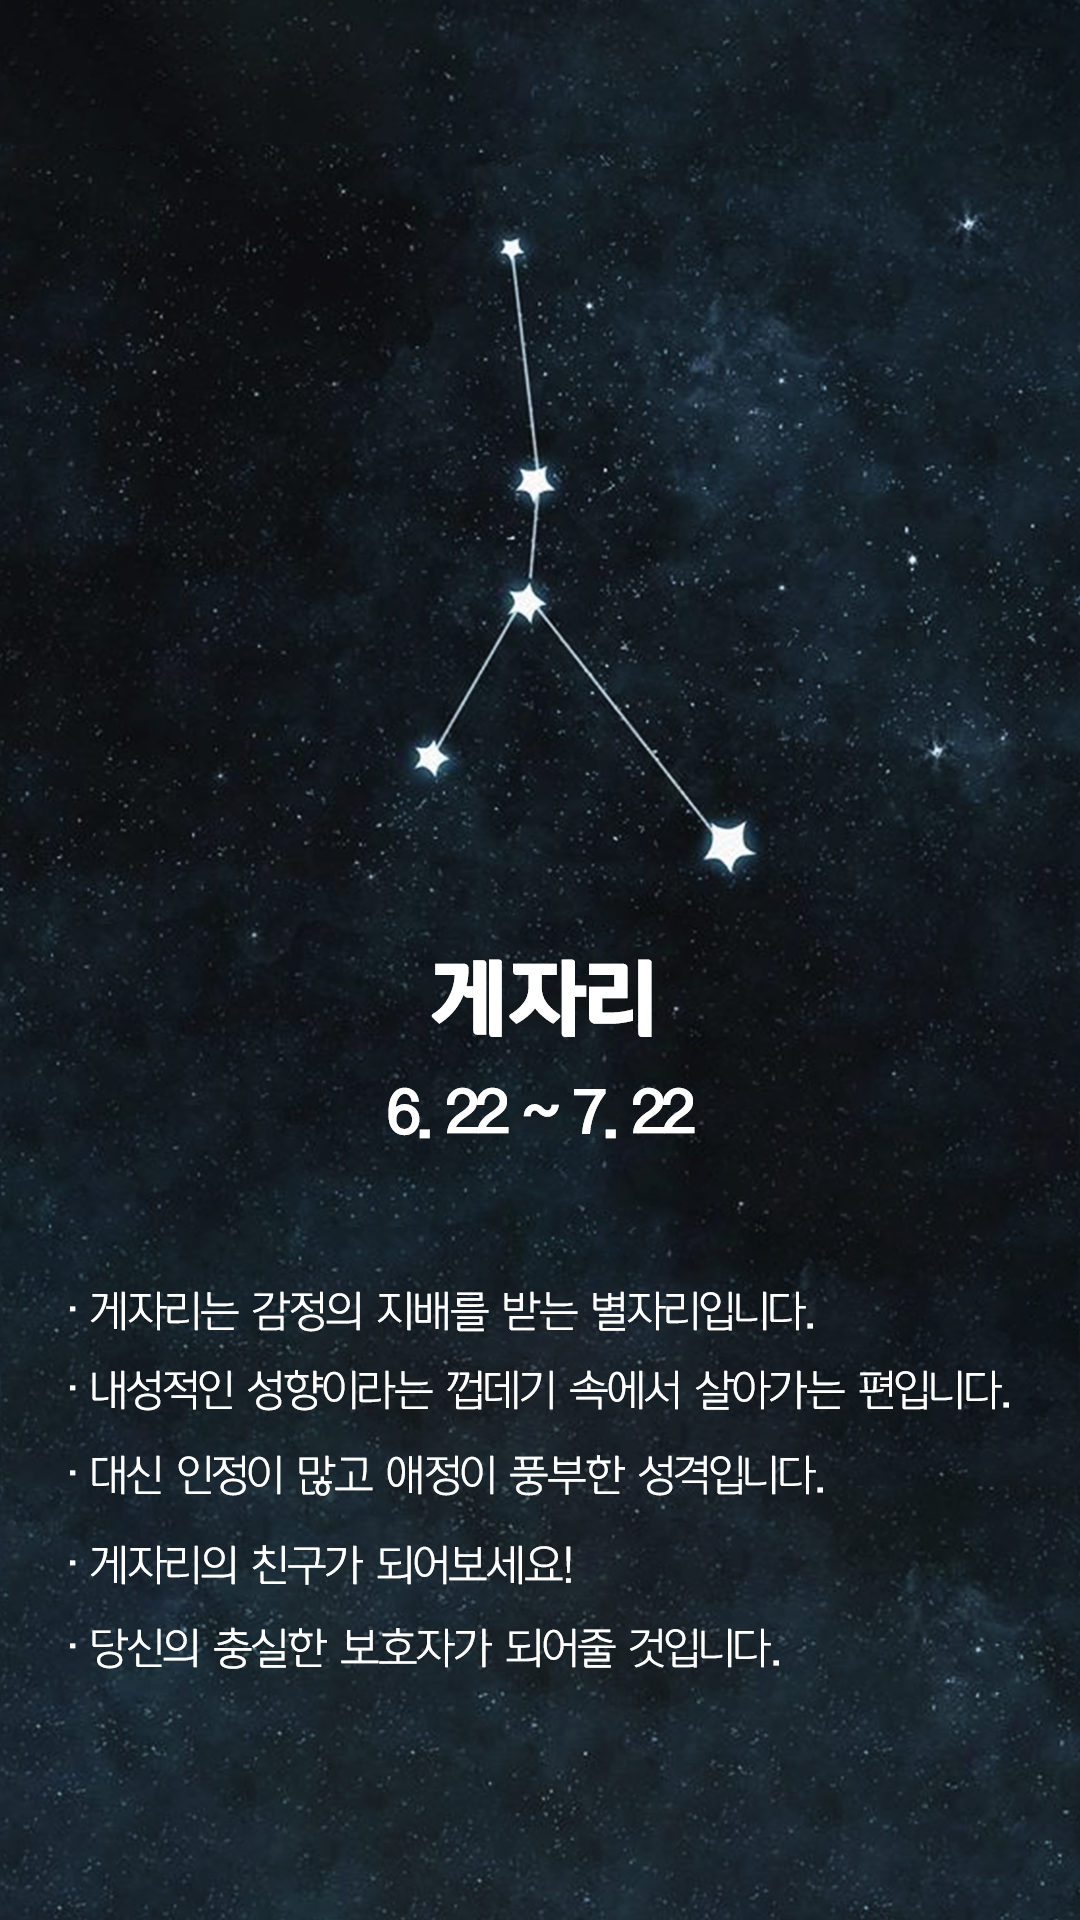 게자리
6. 22 ~ 7. 22
· 게자리는 감정의 지배를 받는 별자리입니다.
· 내성적인 성향이라는 껍데기 속에서 살아가는 편입니다.
· 대신 인정이 많고 애정이 풍부한 성격입니다.
· 게자리의 친구가 되어보세요!
· 당신의 충실한 보호자가 되어줄 것입니다.